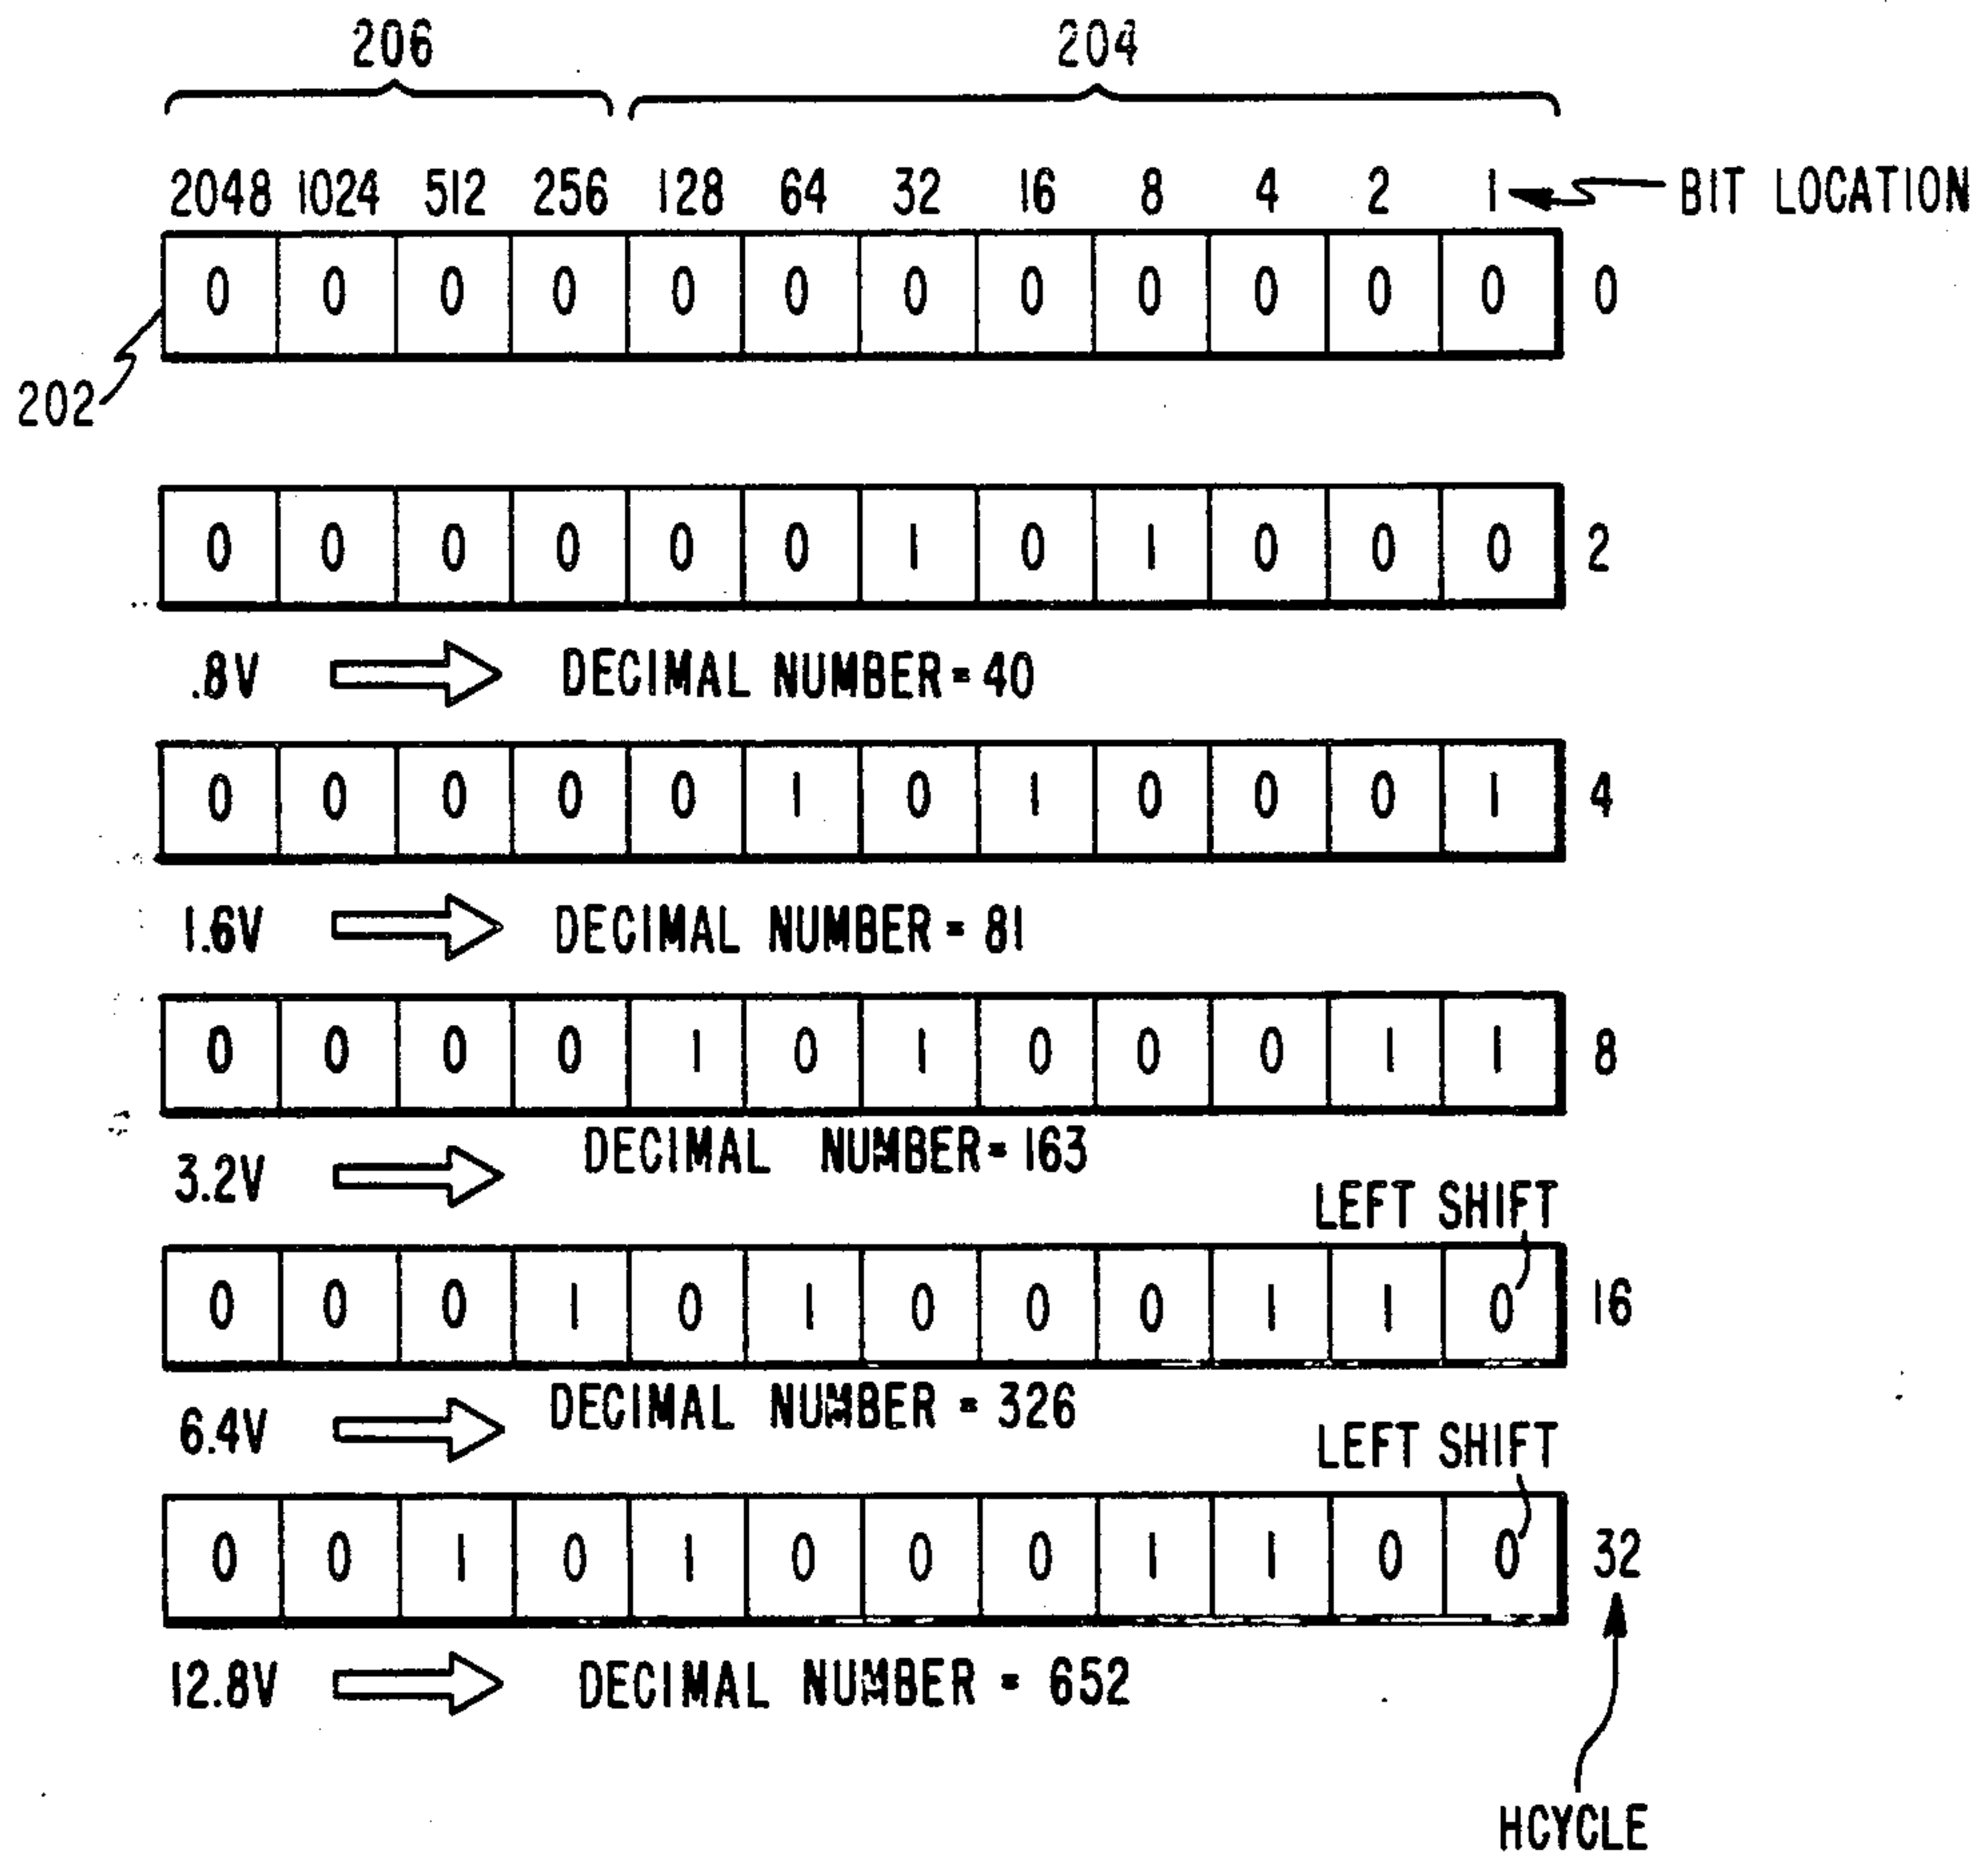 206 204
2048 1024 512 256 128 64 32 16 8 4 2 1 BIT LOCATION
0 0 0 0 0 0 0 0 0 0 0 0 0
202
0 0 0 0 0 0 1 0 1 0 0 0 2
.8V DECIMAL NUMBER = 40
0 0 0 0 0 1 0 1 0 0 0 1 4
1.6V DECIMAL NUMBER = 81
0 0 0 0 1 0 1 0 0 0 1 1 8
3.2V DECIMAL NUMBER = 163
LEFT SHIFT
0 0 0 1 0 1 0 0 0 1 1 0 16
6.4V DECIMAL NUMBER = 326
LEFT SHIFT
0 0 1 0 1 0 0 0 1 1 0 0 32
12.8V DECIMAL NUMBER = 652
HCYCLE